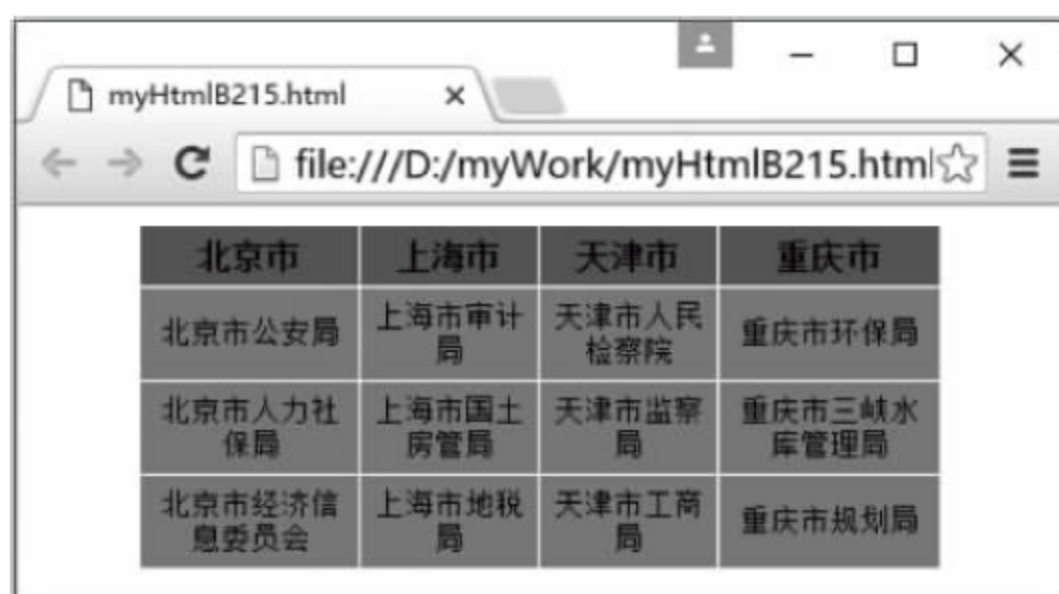 myHtmlB215.html
file:///D:/myWork/myHtmlB215.html
北京市 上海市 天津市 重庆市
北京市公安局 上海市审计局 天津市人民检察院 重庆市环保局
北京市人力社保局 上海市国土房管局 天津市监察局 重庆市三峡水库管理局
北京市经济信息委员会 上海市地税局 天津市工商局 重庆市规划局